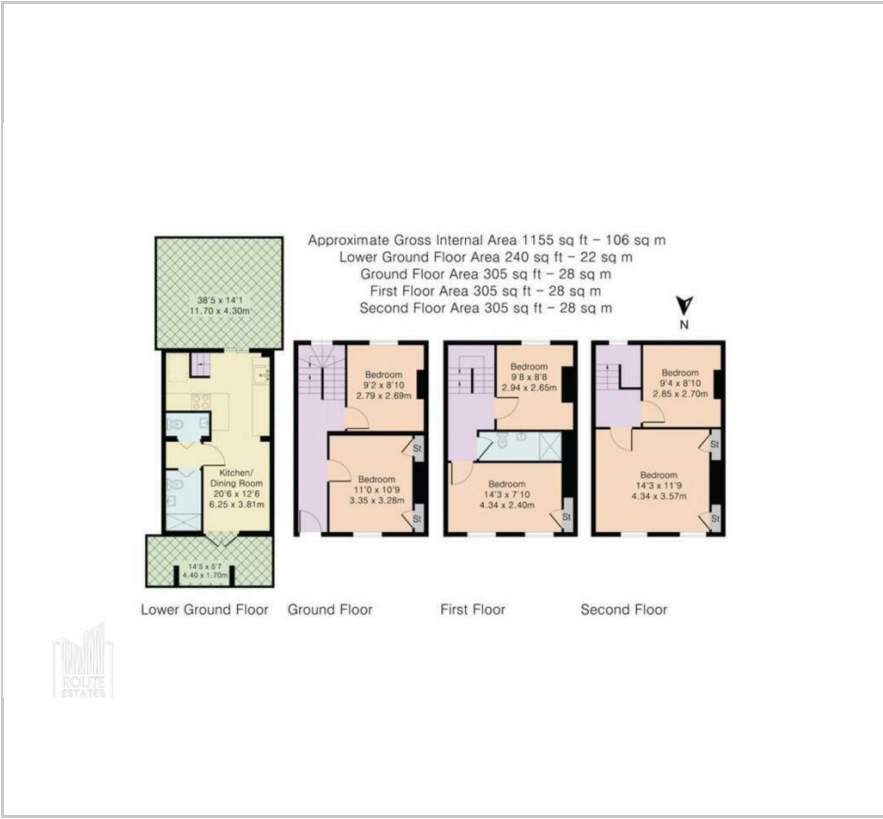 Approximate Gross Internal Area 1155 sq ft – 106 sq m
Lower Ground Floor Area 240 sq ft – 22 sq m
Ground Floor Area 305 sq ft – 28 sq m
First Floor Area 305 sq ft – 28 sq m
Second Floor Area 305 sq ft – 28 sq m
N
38'5 x 14'1
11.70 x 4.30m
Kitchen/
Dining Room
20'6 x 12'6
6.25 x 3.81m
14'5 x 5'7
4.40 x 1.70m
Lower Ground Floor
Bedroom
9'2 x 8'10
2.79 x 2.69m
Bedroom
11'0 x 10'9
3.35 x 3.28m
St
St
Ground Floor
Bedroom
9'8 x 8'8
2.94 x 2.65m
Bedroom
14'3 x 7'10
4.34 x 2.40m
St
First Floor
Bedroom
9'4 x 8'10
2.85 x 2.70m
Bedroom
14'3 x 11'9
4.34 x 3.57m
St
St
Second Floor
ROUTE
ESTATES